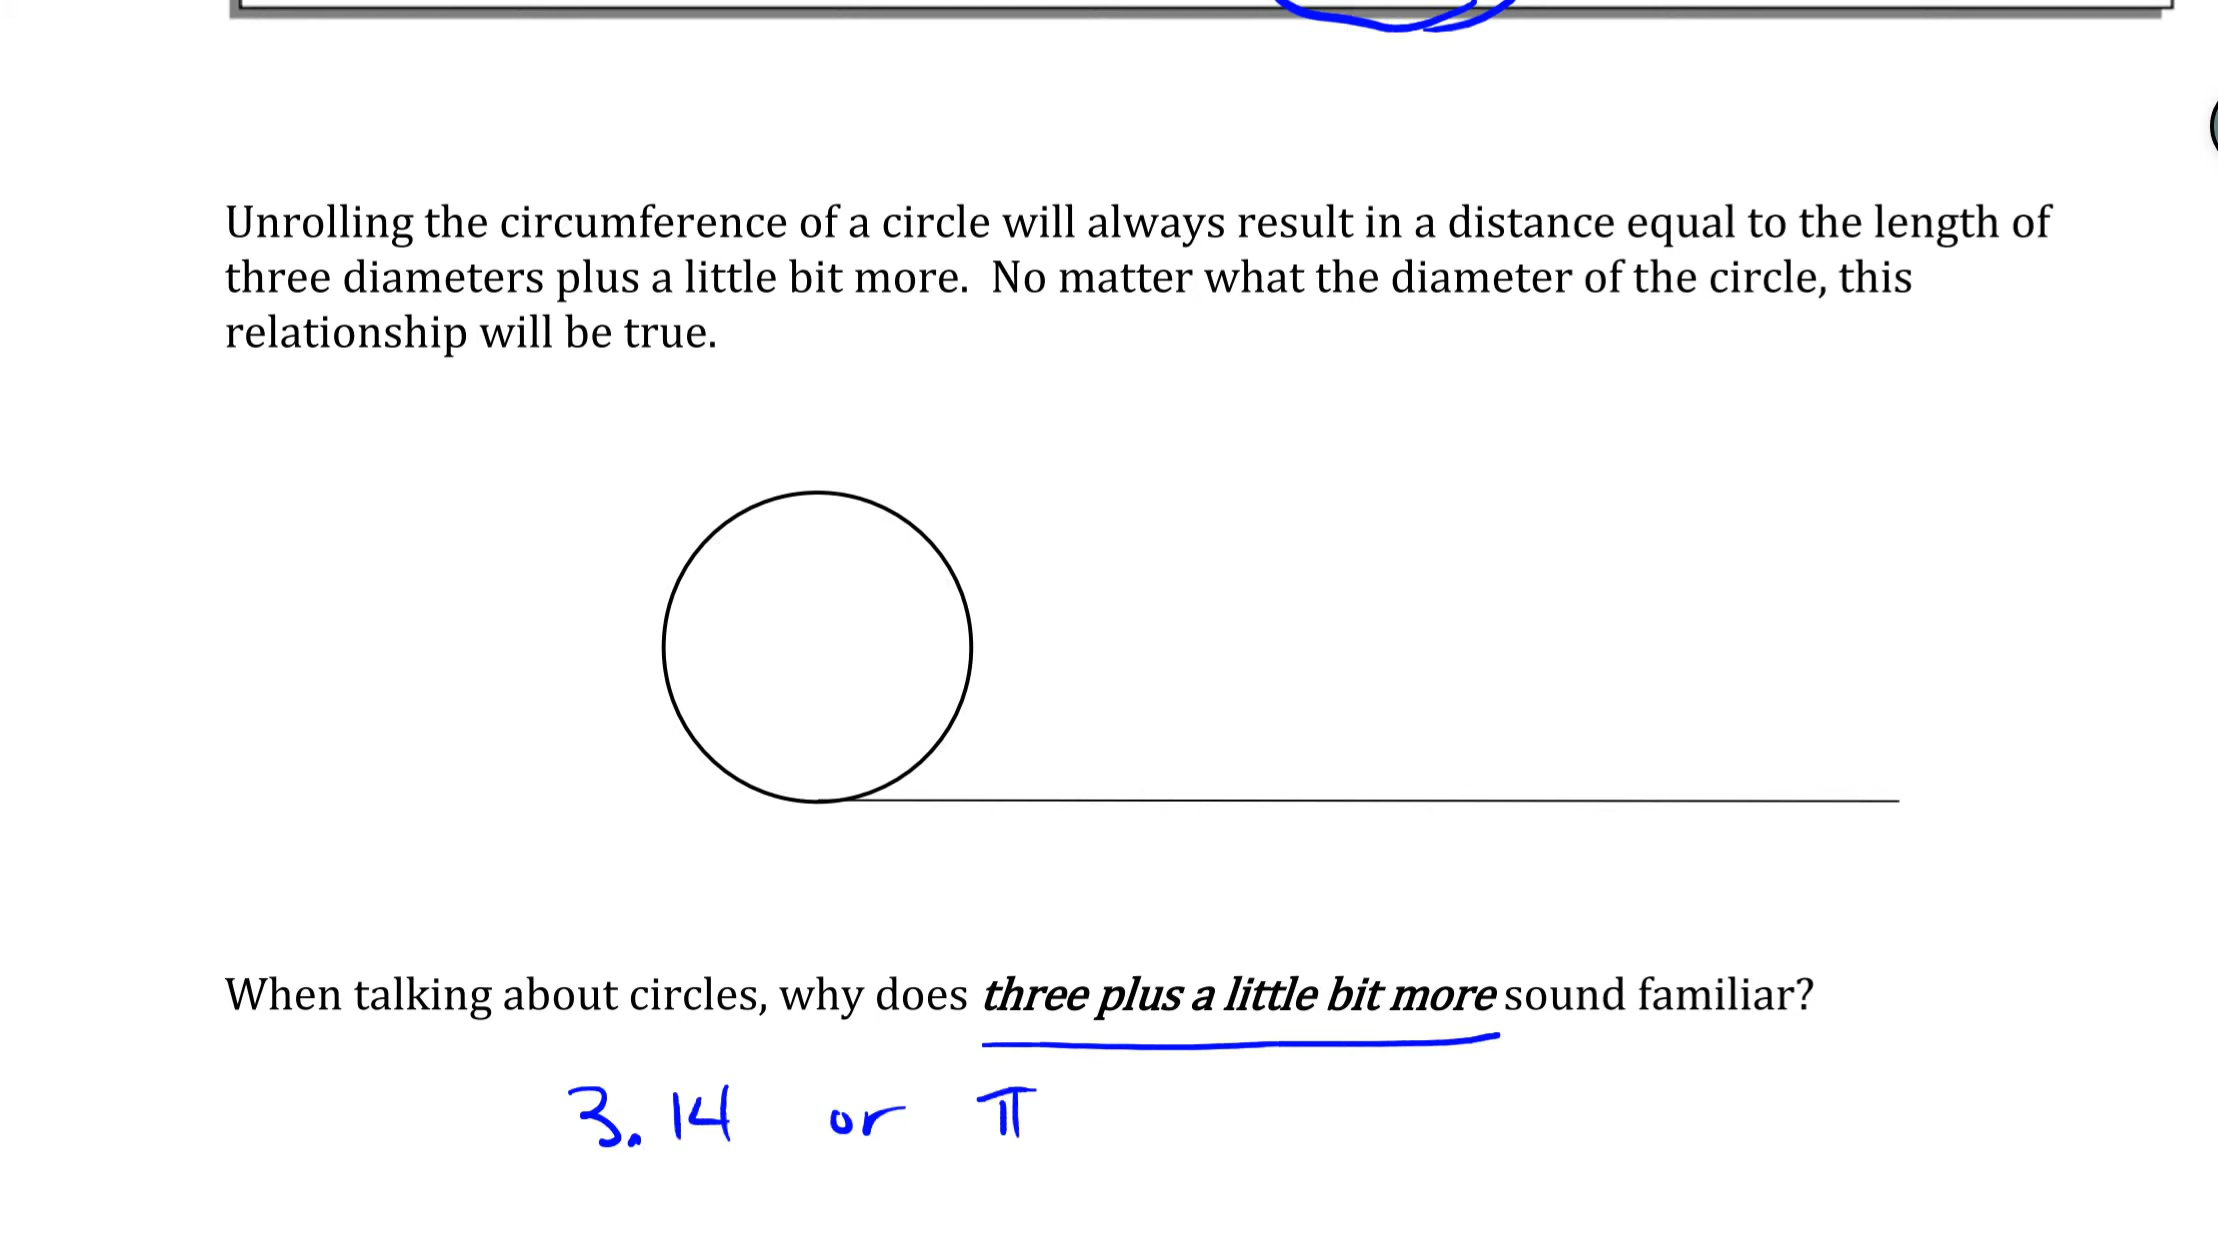 Unrolling the circumference of a circle will always result in a distance equal to the length of
three diameters plus a little bit more.  No matter what the diameter of the circle, this
relationship will be true.
When talking about circles, why does three plus a little bit more sound familiar?
3.14 or π